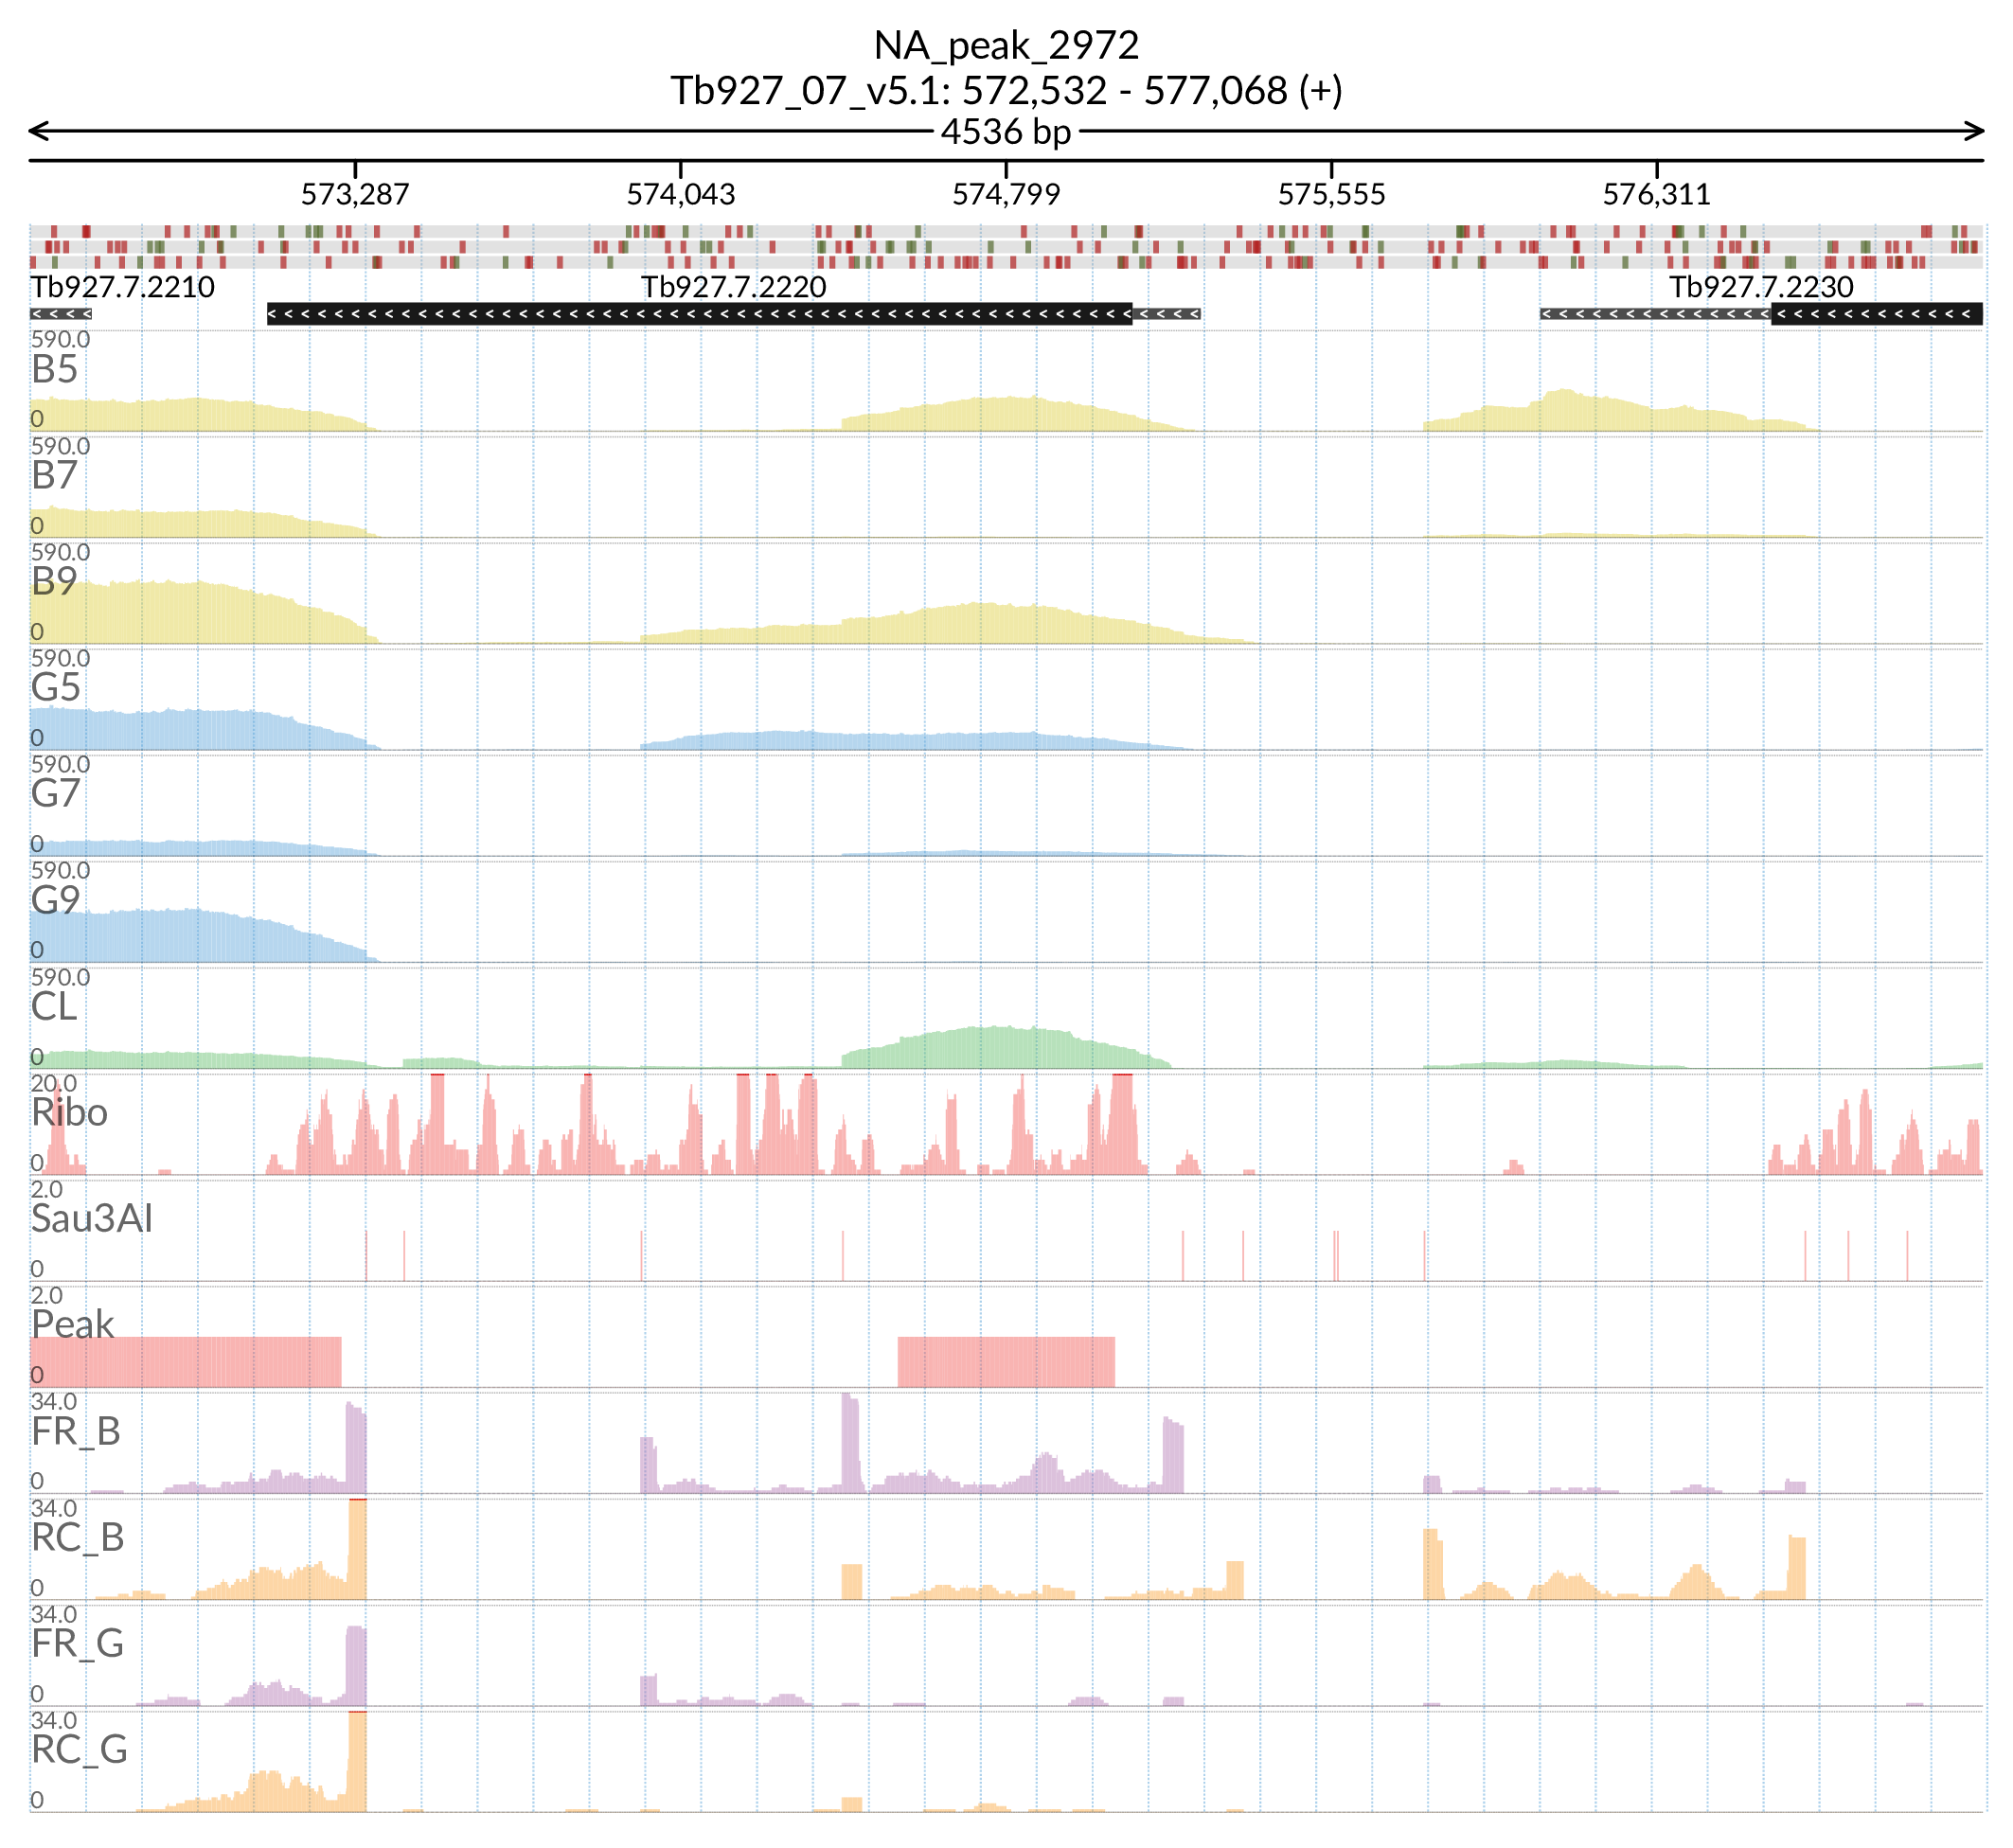 NA_peak_2972
Tb927_07_v5.1: 572,532 - 577,068 (+)
4536 bp
573,287 574,043 574,799 575,555 576,311
Tb927.7.2210 Tb927.7.2220 Tb927.7.2230
590.0
B5
0
590.0
B7
0
590.0
B9
0
590.0
G5
0
590.0
G7
0
590.0
G9
0
590.0
CL
0
20.0
Ribo
0
2.0
Sau3AI
0
2.0
Peak
0
34.0
FR_B
0
34.0
RC_B
0
34.0
FR_G
0
34.0
RC_G
0